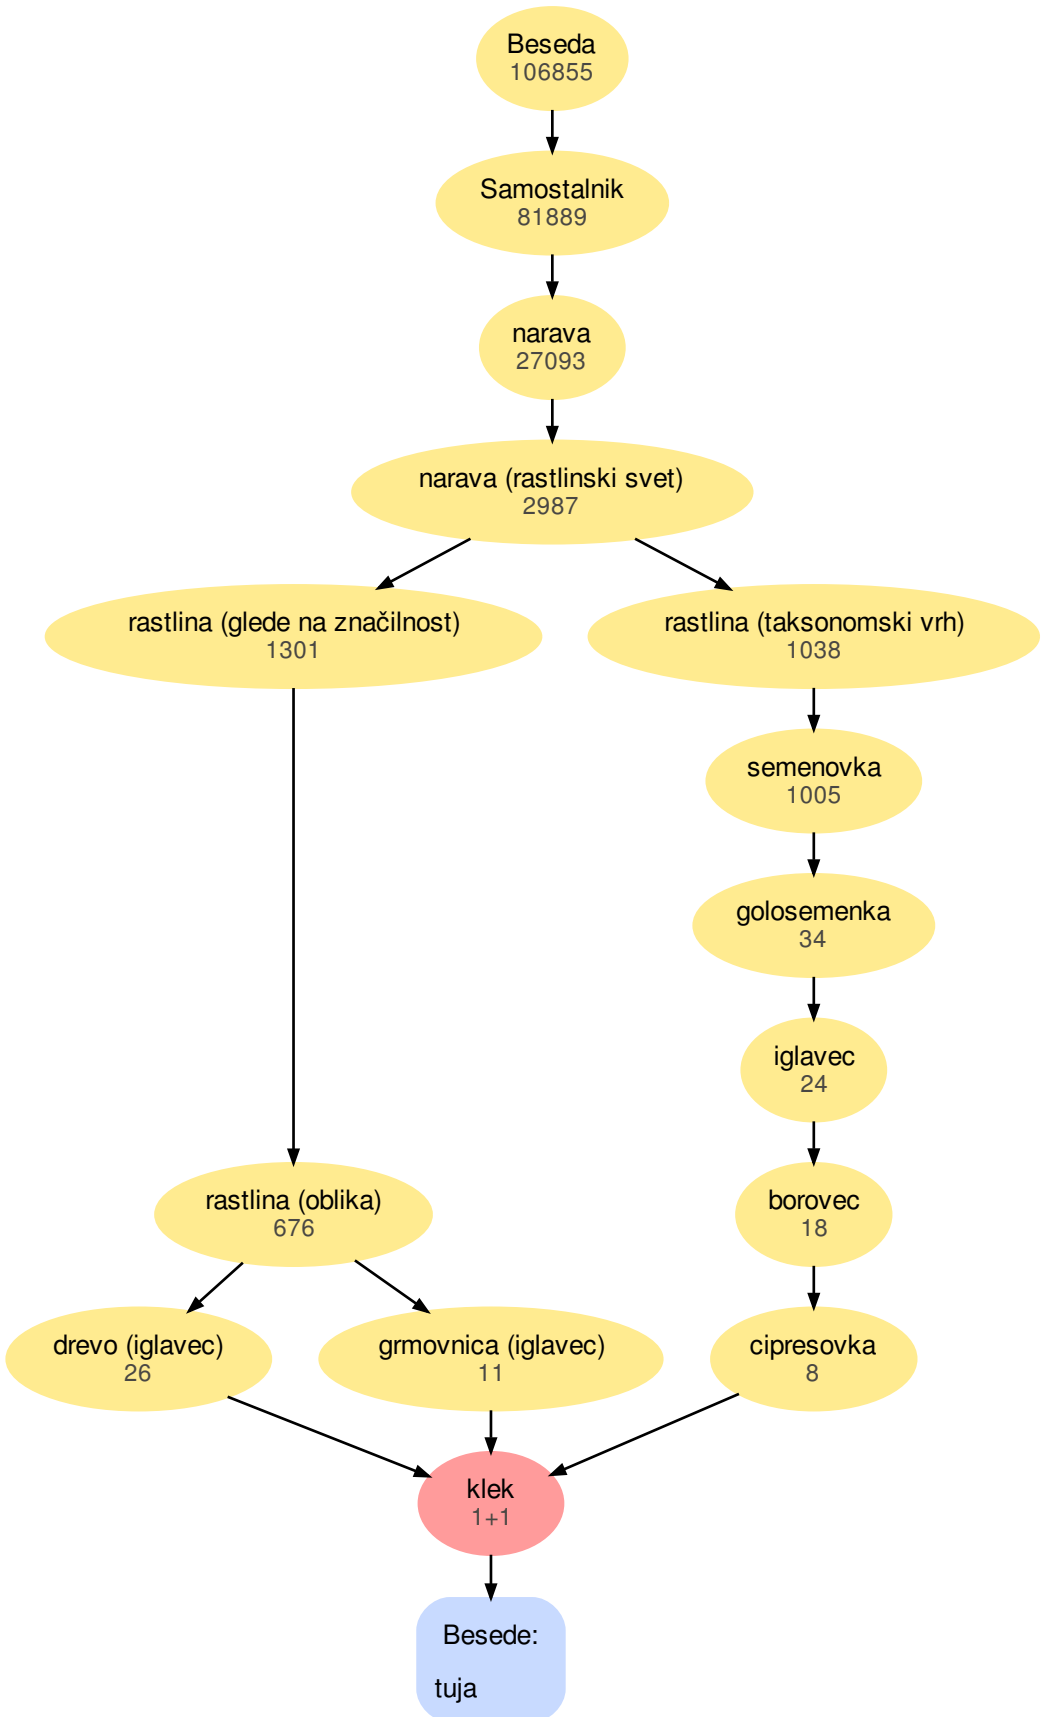 Beseda
106855
Samostalnik
81889
narava
27093
narava (rastlinski svet)
2987
rastlina (glede na značilnost)
1301
rastlina (taksonomski vrh)
1038
semenovka
1005
golosemenka
34
iglavec
24
rastlina (oblika)
676
borovec
18
drevo (iglavec)
26
grmovnica (iglavec)
11
cipresovka
8
klek
1+1
Besede:
tuja